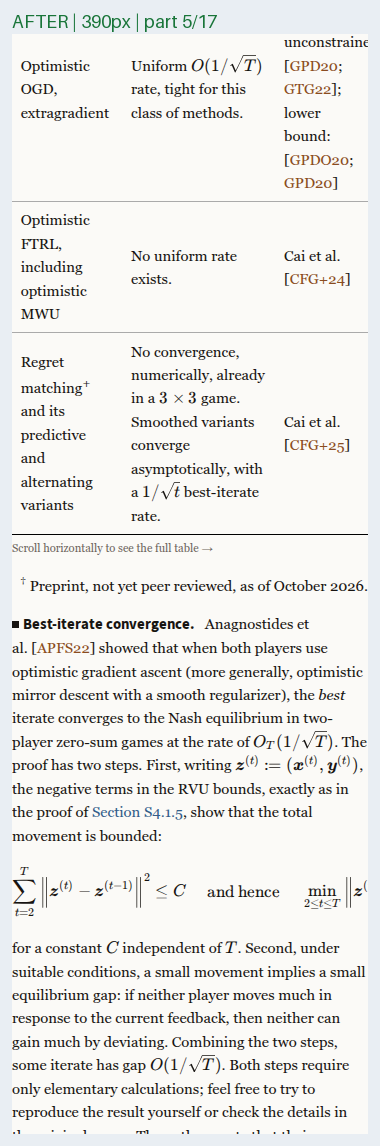 AFTER | 390px | part 5/17
Optimistic
OGD,
extragradient
Uniform O(1/√T)
rate, tight for this
class of methods.
[GPD20;
GTG22];
lower
bound:
[GPDO20;
GPD20]
Optimistic
FTRL,
including
optimistic
MWU
No uniform rate
exists.
Cai et al.
[CFG+24]
Regret
matching⁺
and its
predictive
and
alternating
variants
No convergence,
numerically, already
in a 3 × 3 game.
Smoothed variants
converge
asymptotically, with
a 1/√t best-iterate
rate.
Cai et al.
[CFG+25]
Scroll horizontally to see the full table →
† Preprint, not yet peer reviewed, as of October 2026.
■ Best-iterate convergence. Anagnostides et
al. [APFS22] showed that when both players use
optimistic gradient ascent (more generally, optimistic
mirror descent with a smooth regularizer), the best
iterate converges to the Nash equilibrium in two-
player zero-sum games at the rate of O_T(1/√T). The
proof has two steps. First, writing z^(t) := (x^(t), y^(t)),
the negative terms in the RVU bounds, exactly as in
the proof of Section S4.1.5, show that the total
movement is bounded:
∑_{t=2}^{T} ‖z^(t) − z^(t−1)‖² ≤ C and hence min_{2≤t≤T} ‖z^(
for a constant C independent of T. Second, under
suitable conditions, a small movement implies a small
equilibrium gap: if neither player moves much in
response to the current feedback, then neither can
gain much by deviating. Combining the two steps,
some iterate has gap O(1/√T). Both steps require
only elementary calculations; feel free to try to
reproduce the result yourself or check the details in